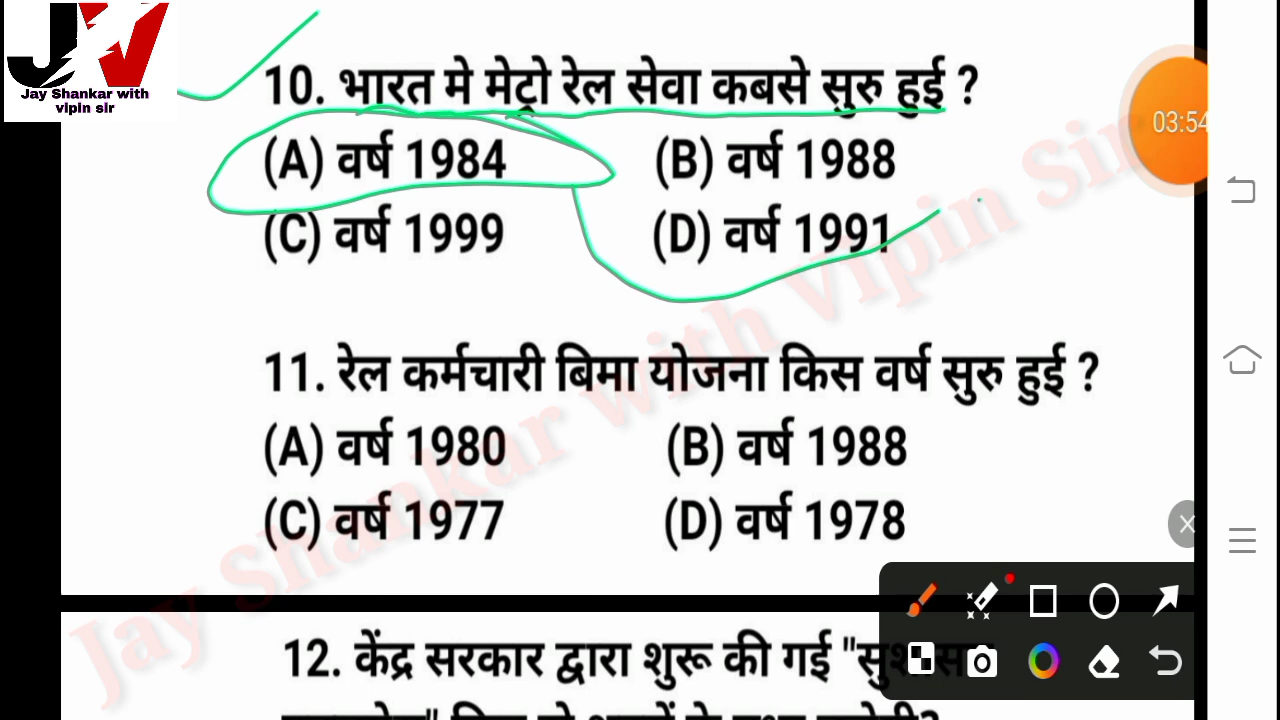 Jay Shankar with
vipin sir
10. भारत मे मेट्रो रेल सेवा कबसे सुरु हुई ?
(A) वर्ष 1984 (B) वर्ष 1988
(C) वर्ष 1999 (D) वर्ष 1991
03:54
11. रेल कर्मचारी बिमा योजना किस वर्ष सुरु हुई ?
(A) वर्ष 1980 (B) वर्ष 1988
(C) वर्ष 1977 (D) वर्ष 1978
12. केंद्र सरकार द्वारा शुरू की गई
Jay Shankar with Vipin Sir